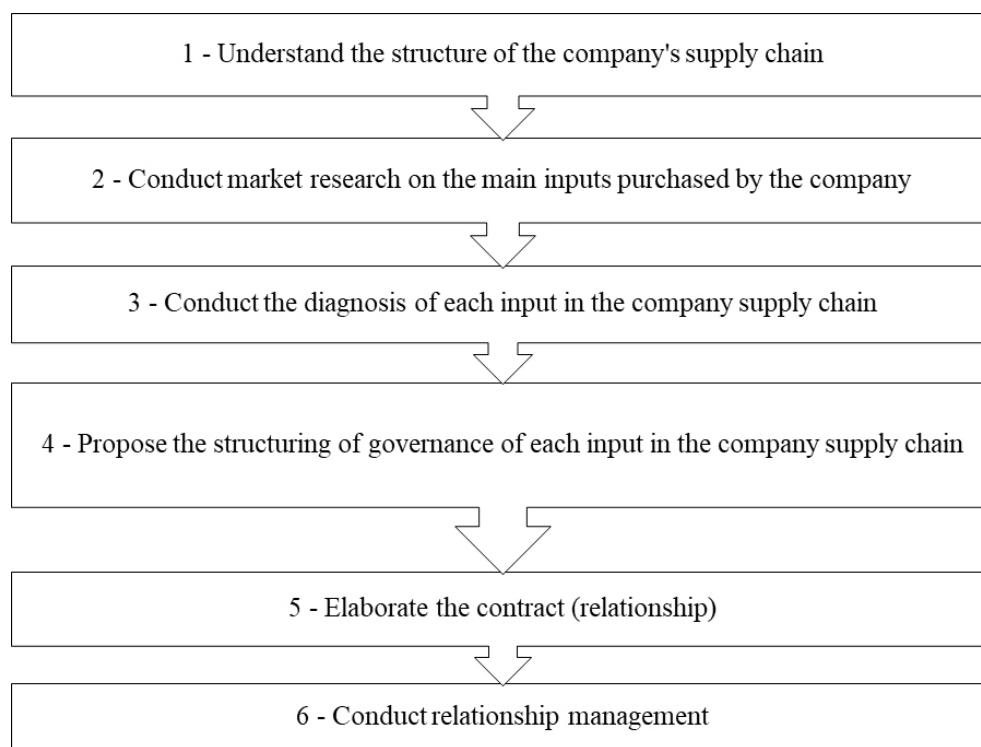 1 - Understand the structure of the company's supply chain
2 - Conduct market research on the main inputs purchased by the company
3 - Conduct the diagnosis of each input in the company supply chain
4 - Propose the structuring of governance of each input in the company supply chain
5 - Elaborate the contract (relationship)
6 - Conduct relationship management